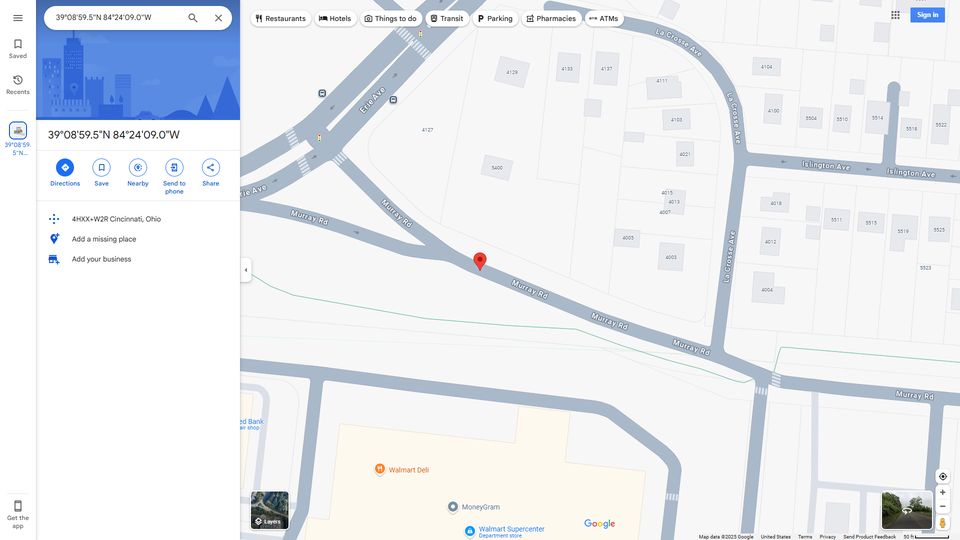 39°08'59.5"N 84°24'09.0"W
Restaurants
Hotels
Things to do
Transit
Parking
Pharmacies
ATMs
Sign in
Saved
Recents
39°08'59.
5"N...
39°08'59.5"N 84°24'09.0"W
Directions
Save
Nearby
Send to
phone
Share
4HXX+W2R Cincinnati, Ohio
Add a missing place
Add your business
Get the
app
La Crosse Ave
4129
4133
4137
4111
4104
4100
5504
5510
5514
5518
5522
4103
4127
Erie Ave
La Crosse Ave
4021
5400
Islington Ave
Islington Ave
4015
4013
4007
4018
5511
5515
5519
5525
Murray Rd
Murray Rd
4005
4003
4012
La Crosse Ave
5523
4004
Murray Rd
Murray Rd
Murray Rd
Murray Rd
ed Bank
air shop
Walmart Deli
MoneyGram
Walmart Supercenter
Department store
Layers
Google
Map data ©2025 Google
United States
Terms
Privacy
Send Product Feedback
50 ft